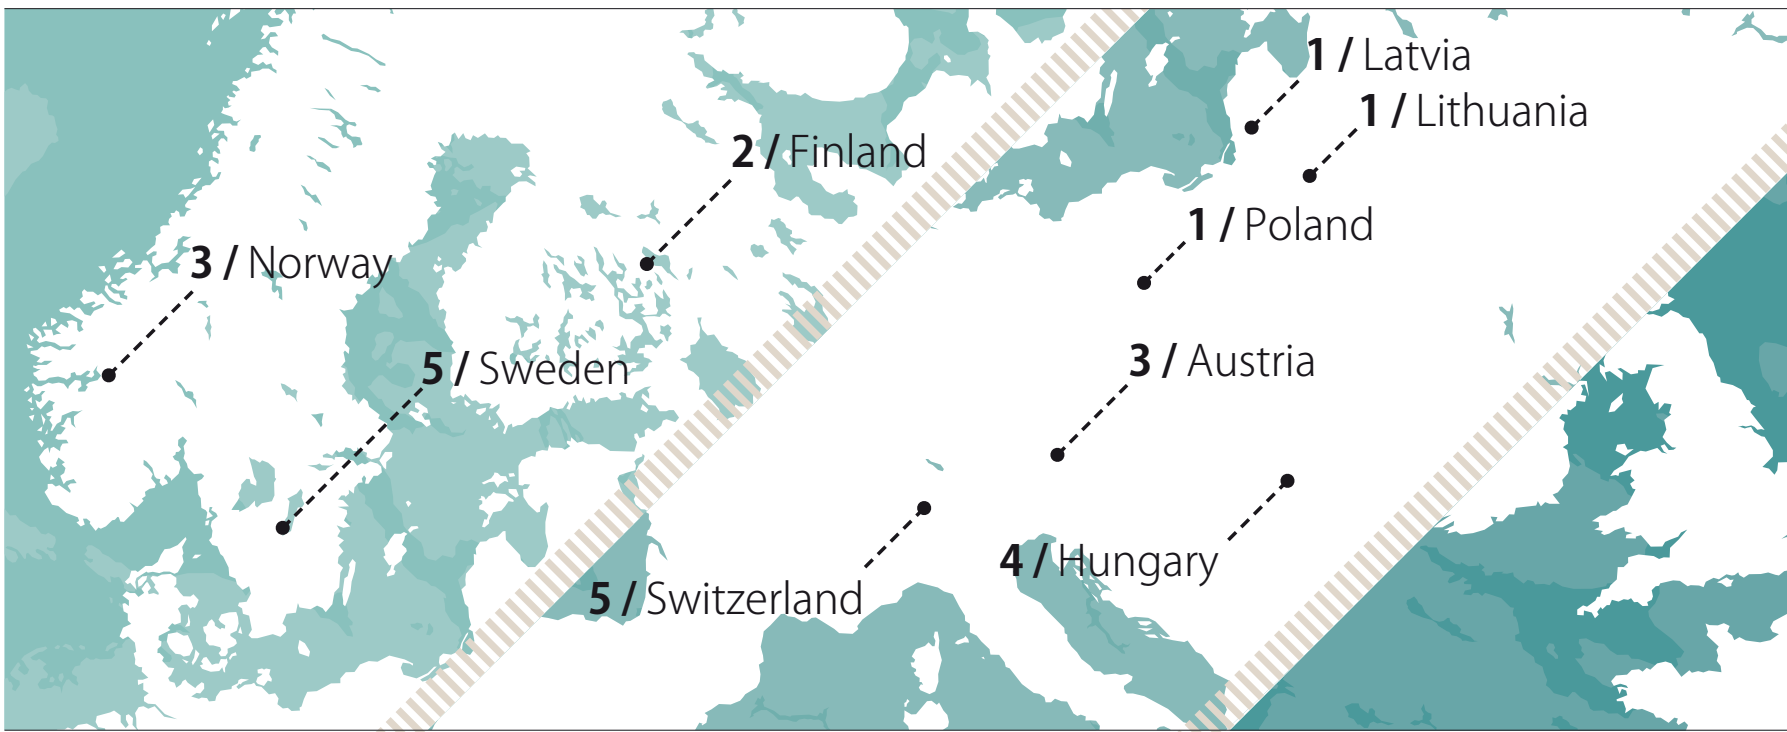 1 / Latvia
1 / Lithuania
2 / Finland
1 / Poland
3 / Norway
5 / Sweden
3 / Austria
4 / Hungary
5 / Switzerland